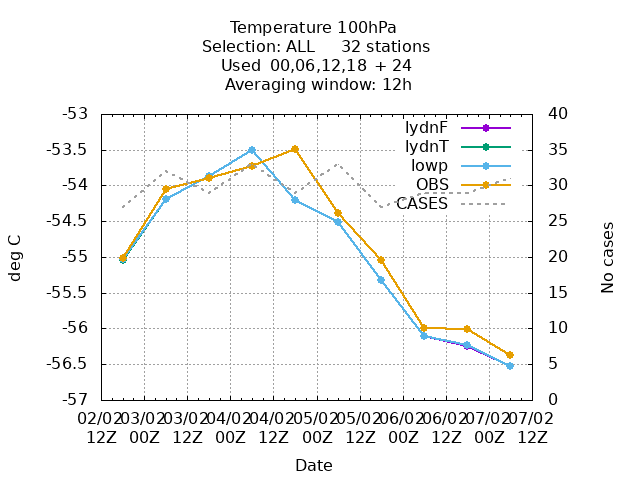 Temperature 100hPa
Selection: ALL 32 stations
Used 00,06,12,18 + 24
Averaging window: 12h
-53
-53.5
-54
-54.5
-55
-55.5
-56
-56.5
-57
deg C
40
35
30
25
20
15
10
5
0
No cases
lydnF
lydnT
lowp
OBS
CASES
02/02 03/02 03/02 04/02 04/02 05/02 05/02 06/02 06/02 07/02 07/02
12Z 00Z 12Z 00Z 12Z 00Z 12Z 00Z 12Z 00Z 12Z
Date